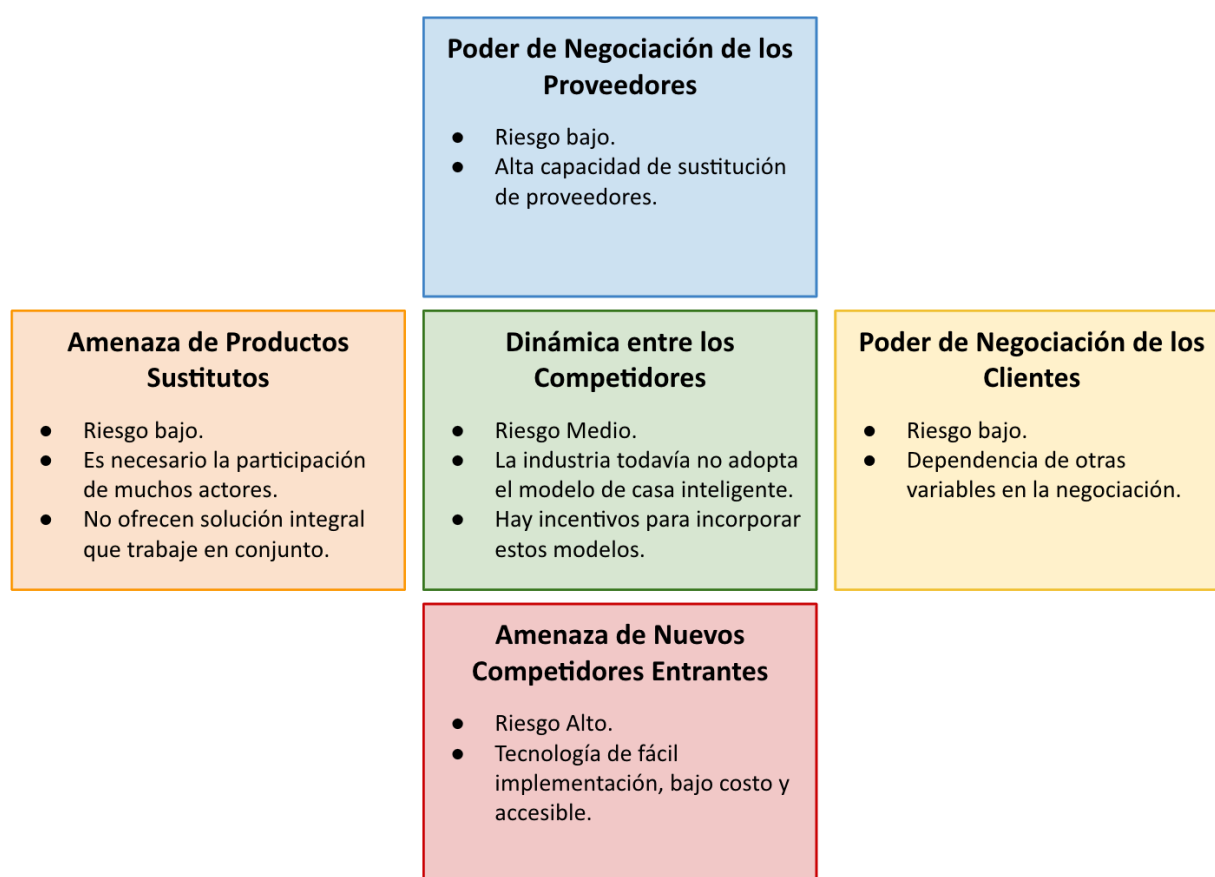 Poder de Negociación de los
Proveedores
● Riesgo bajo.
● Alta capacidad de sustitución
de proveedores.
Amenaza de Productos
Sustitutos
● Riesgo bajo.
● Es necesario la participación
de muchos actores.
● No ofrecen solución integral
que trabaje en conjunto.
Dinámica entre los
Competidores
● Riesgo Medio.
● La industria todavía no adopta
el modelo de casa inteligente.
● Hay incentivos para incorporar
estos modelos.
Poder de Negociación de los
Clientes
● Riesgo bajo.
● Dependencia de otras
variables en la negociación.
Amenaza de Nuevos
Competidores Entrantes
● Riesgo Alto.
● Tecnología de fácil
implementación, bajo costo y
accesible.